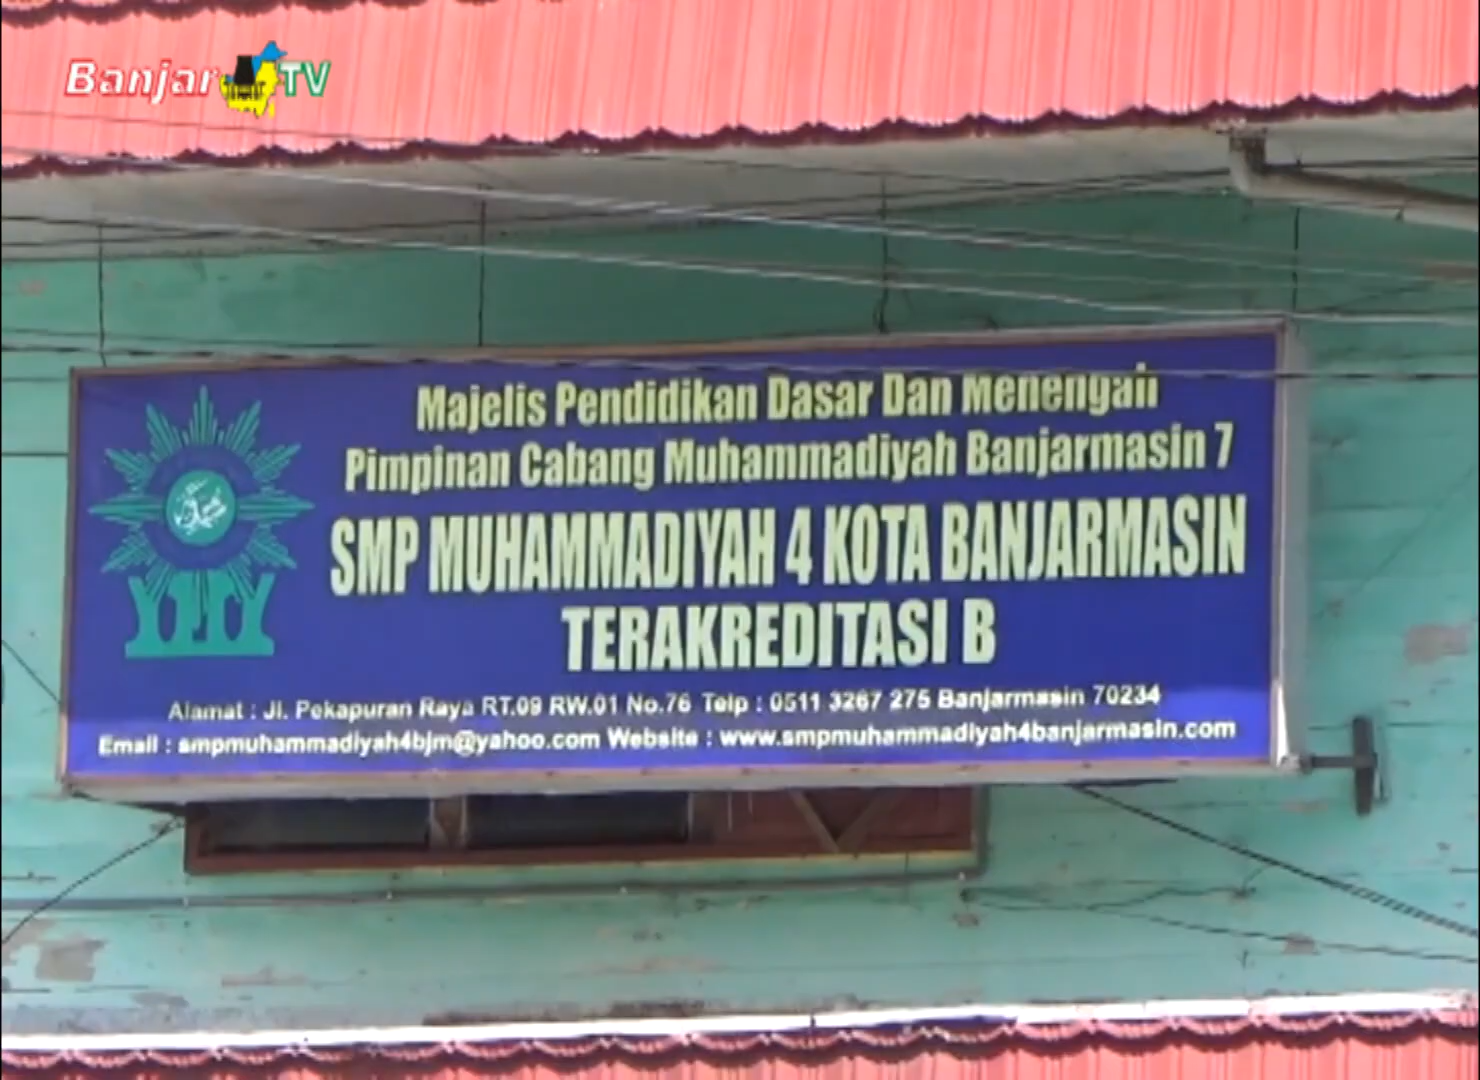 Banjar TV
Majelis Pendidikan Dasar Dan Menengah
Pimpinan Cabang Muhammadiyah Banjarmasin 7
SMP MUHAMMADIYAH 4 KOTA BANJARMASIN
TERAKREDITASI B
Alamat : Jl. Pekapuran Raya RT.09 RW.01 No.76 Telp : 0511 3267 275 Banjarmasin 70234
Email : smpmuhammadiyah4bjm@yahoo.com Website : www.smpmuhammadiyah4banjarmasin.com